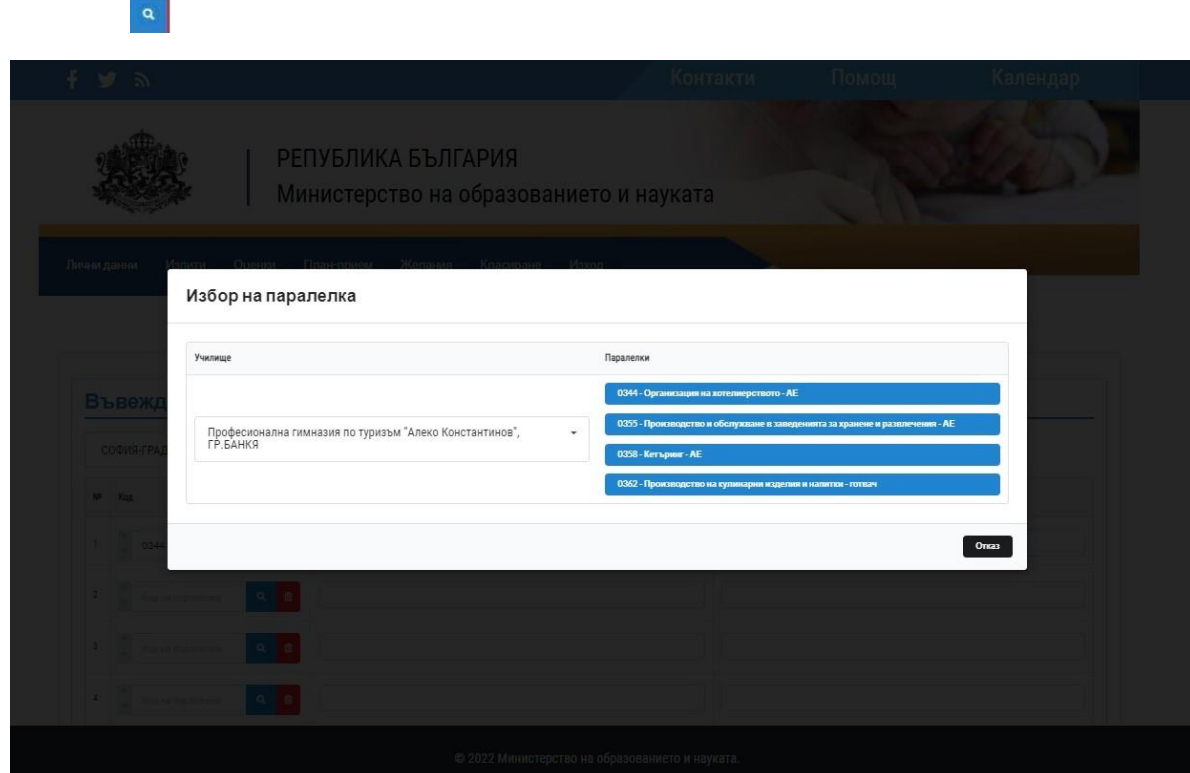 Контакти Помощ Календар
РЕПУБЛИКА БЪЛГАРИЯ
Министерство на образованието и науката
Лични данни Изпити Оценки План-прием Желания Класиране Изход
Избор на паралелка
Училище Паралелки
0344 - Организация на хотелиерството - АЕ
Въвежд
0355 - Производство и обслужване в заведенията за хранене и развлечения - АЕ
Професионална гимназия по туризъм "Алеко Константинов",
ГР.БАНКЯ
СОФИЯ-ГРАД
0358 - Кетъринг - АЕ
0362 - Производство на кулинарни изделия и напитки - готвач
№ Код
Отказ
1. 0344
2.
3.
© 2022 Министерство на образованието и науката.